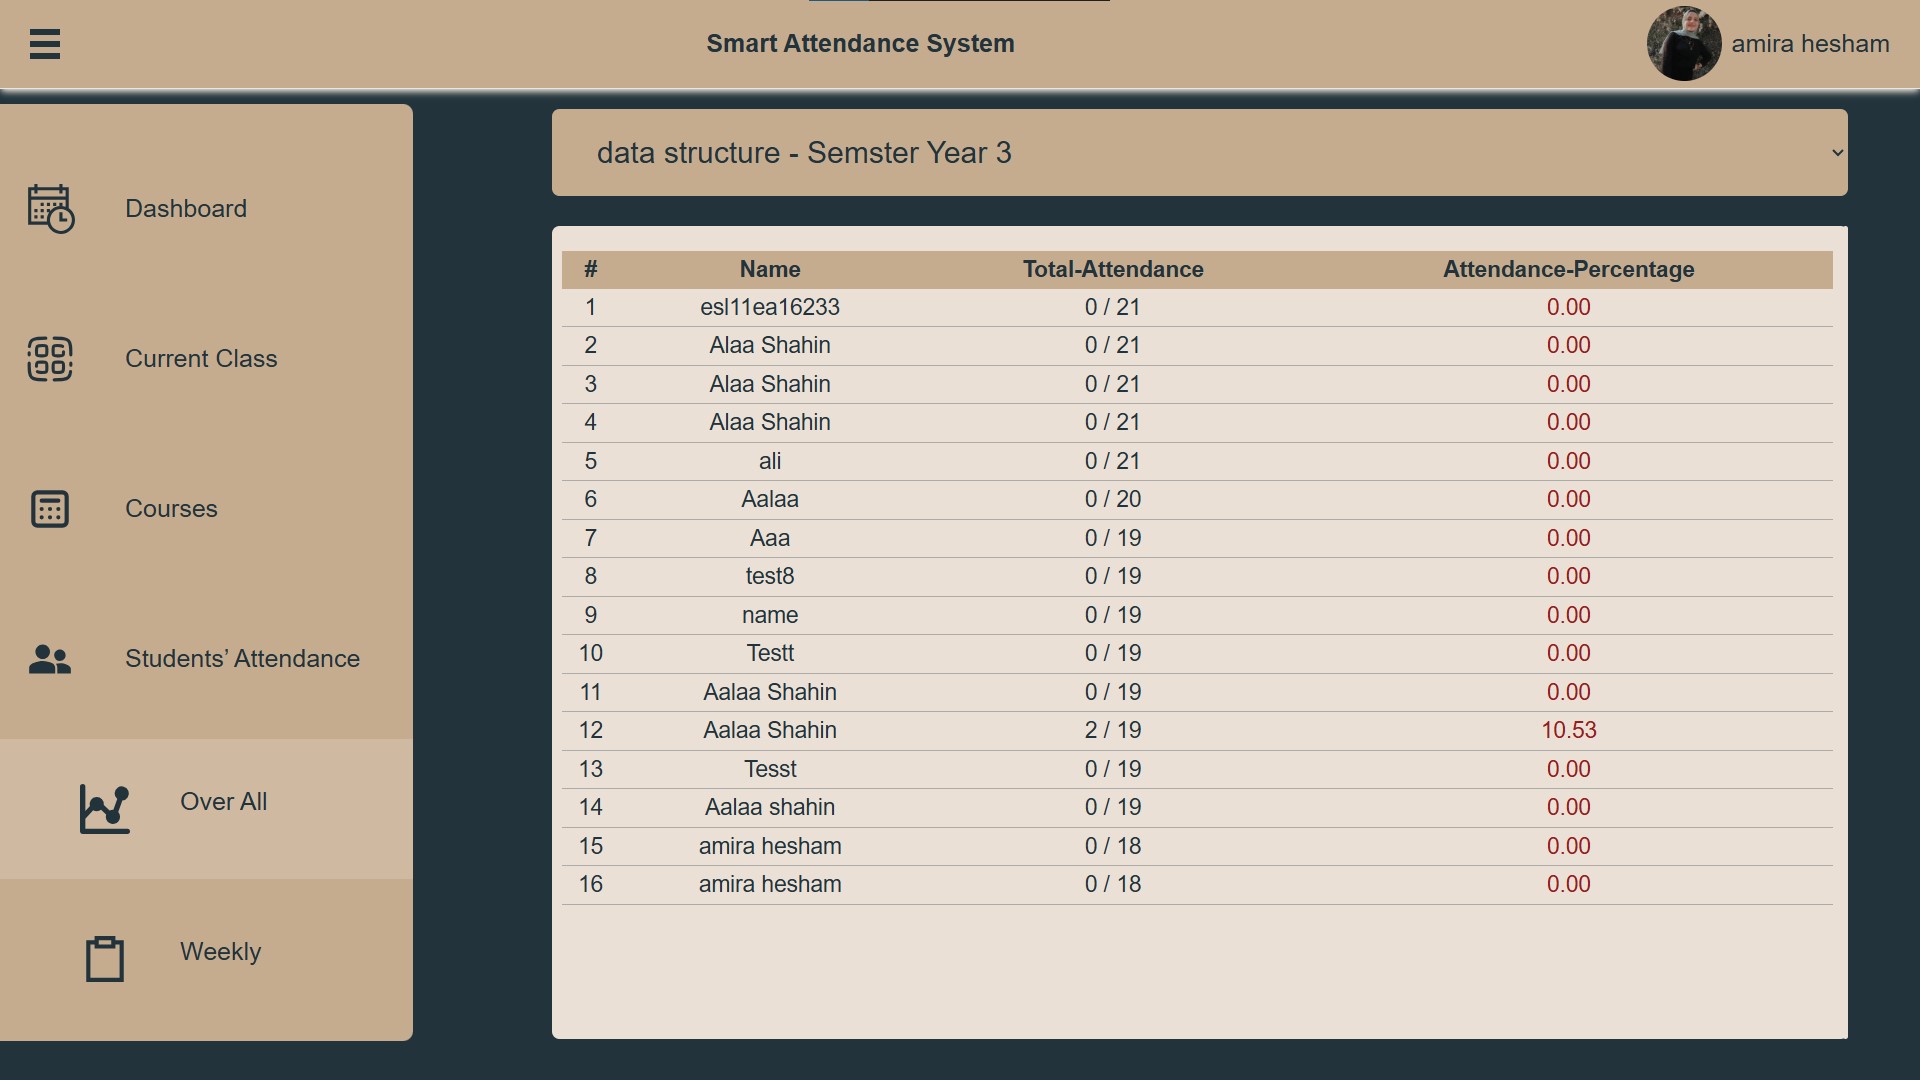 Smart Attendance System
amira hesham
Dashboard
Current Class
Courses
Students’ Attendance
Over All
Weekly
data structure - Semster Year 3
# Name Total-Attendance Attendance-Percentage
1 esl11ea16233 0 / 21 0.00
2 Alaa Shahin 0 / 21 0.00
3 Alaa Shahin 0 / 21 0.00
4 Alaa Shahin 0 / 21 0.00
5 ali 0 / 21 0.00
6 Aalaa 0 / 20 0.00
7 Aaa 0 / 19 0.00
8 test8 0 / 19 0.00
9 name 0 / 19 0.00
10 Testt 0 / 19 0.00
11 Aalaa Shahin 0 / 19 0.00
12 Aalaa Shahin 2 / 19 10.53
13 Tesst 0 / 19 0.00
14 Aalaa shahin 0 / 19 0.00
15 amira hesham 0 / 18 0.00
16 amira hesham 0 / 18 0.00